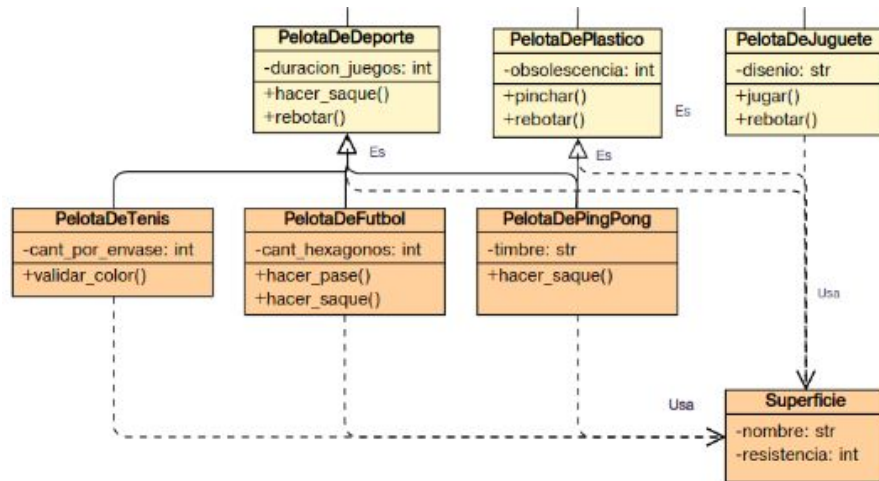 PelotaDeDeporte
-duracion_juegos: int
+hacer_saque()
+rebotar()
PelotaDePlastico
-obsolescencia: int
+pinchar()
+rebotar()
Es
PelotaDeJuguete
-disenio: str
+jugar()
+rebotar()
Es
Es
PelotaDeTenis
-cant_por_envase: int
+validar_color()
PelotaDeFutbol
-cant_hexagonos: int
+hacer_pase()
+hacer_saque()
PelotaDePingPong
-timbre: str
+hacer_saque()
Usa
Usa
Superficie
-nombre: str
-resistencia: int